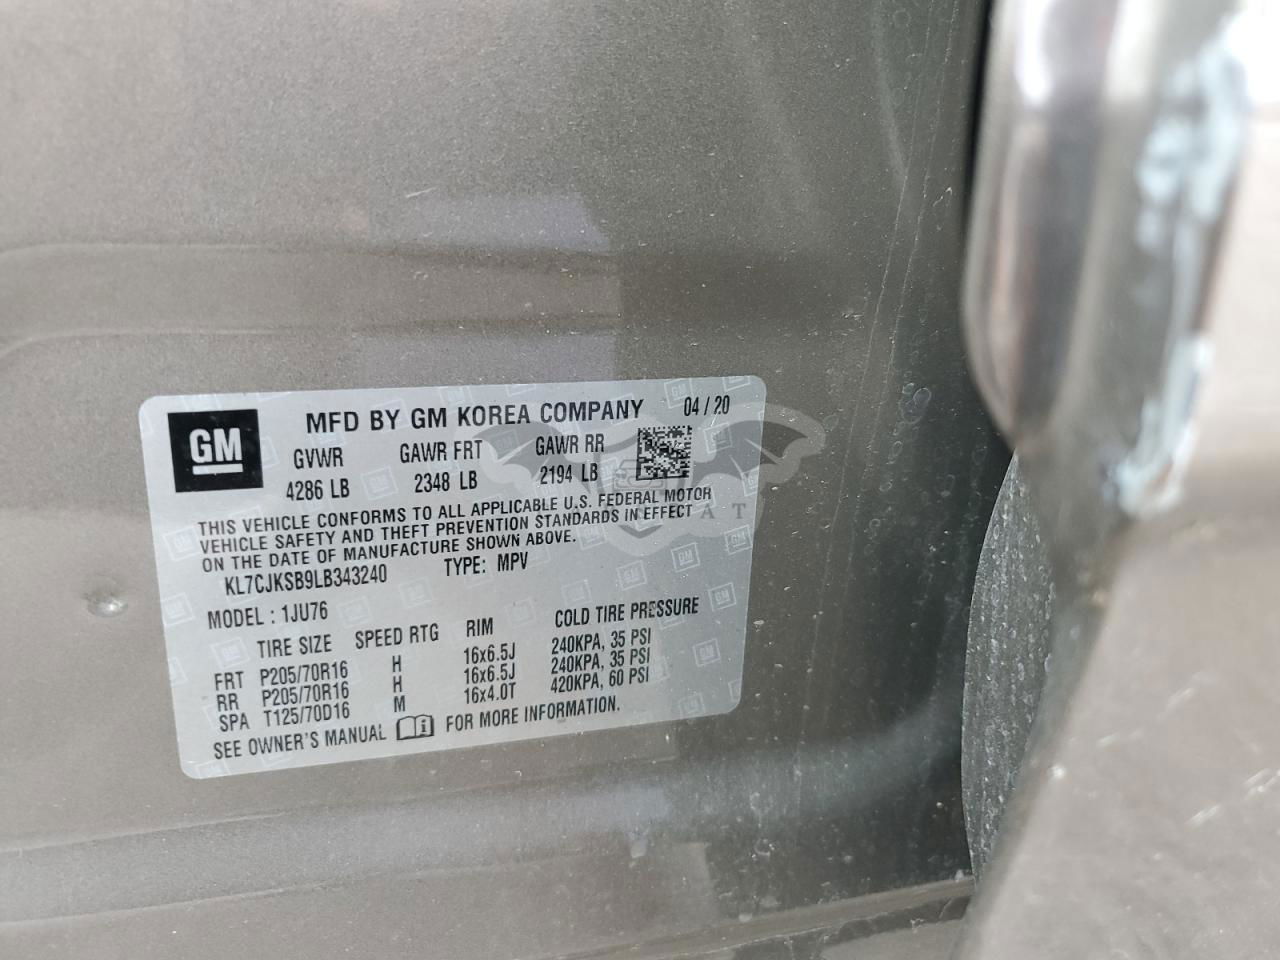 GM
MFD BY GM KOREA COMPANY 04 / 20
GVWR GAWR FRT GAWR RR
4286 LB 2348 LB 2194 LB
THIS VEHICLE CONFORMS TO ALL APPLICABLE U.S. FEDERAL MOTOR
VEHICLE SAFETY AND THEFT PREVENTION STANDARDS IN EFFECT
ON THE DATE OF MANUFACTURE SHOWN ABOVE.
KL7CJKSB9LB343240 TYPE: MPV
MODEL : 1JU76
TIRE SIZE SPEED RTG RIM COLD TIRE PRESSURE
FRT P205/70R16 H 16x6.5J 240KPA, 35 PSI
RR P205/70R16 H 16x6.5J 240KPA, 35 PSI
SPA T125/70D16 M 16x4.0T 420KPA, 60 PSI
SEE OWNER'S MANUAL FOR MORE INFORMATION.